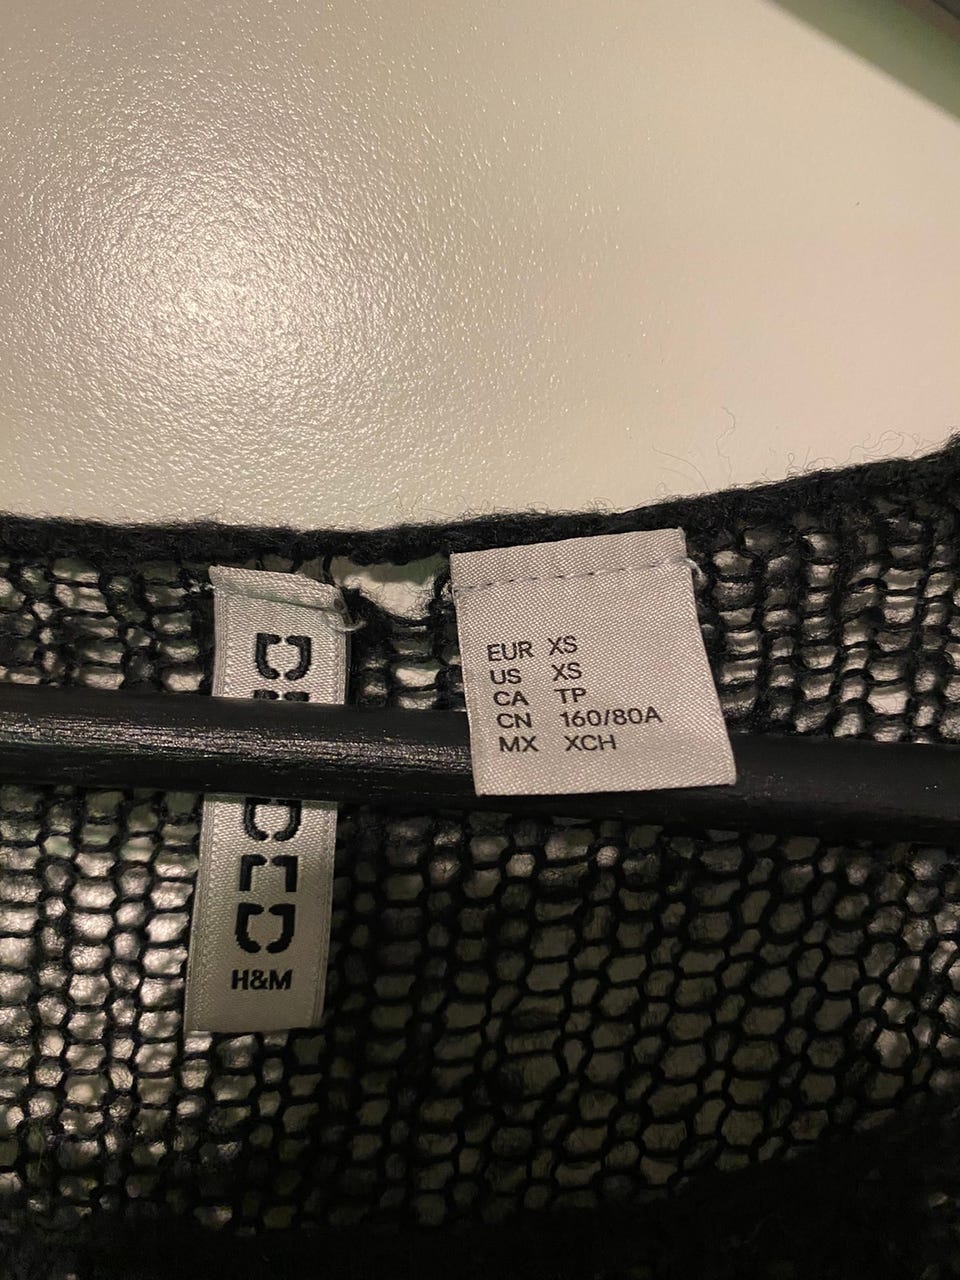 H&M
EUR XS
US XS
CA TP
CN 160/80A
MX XCH